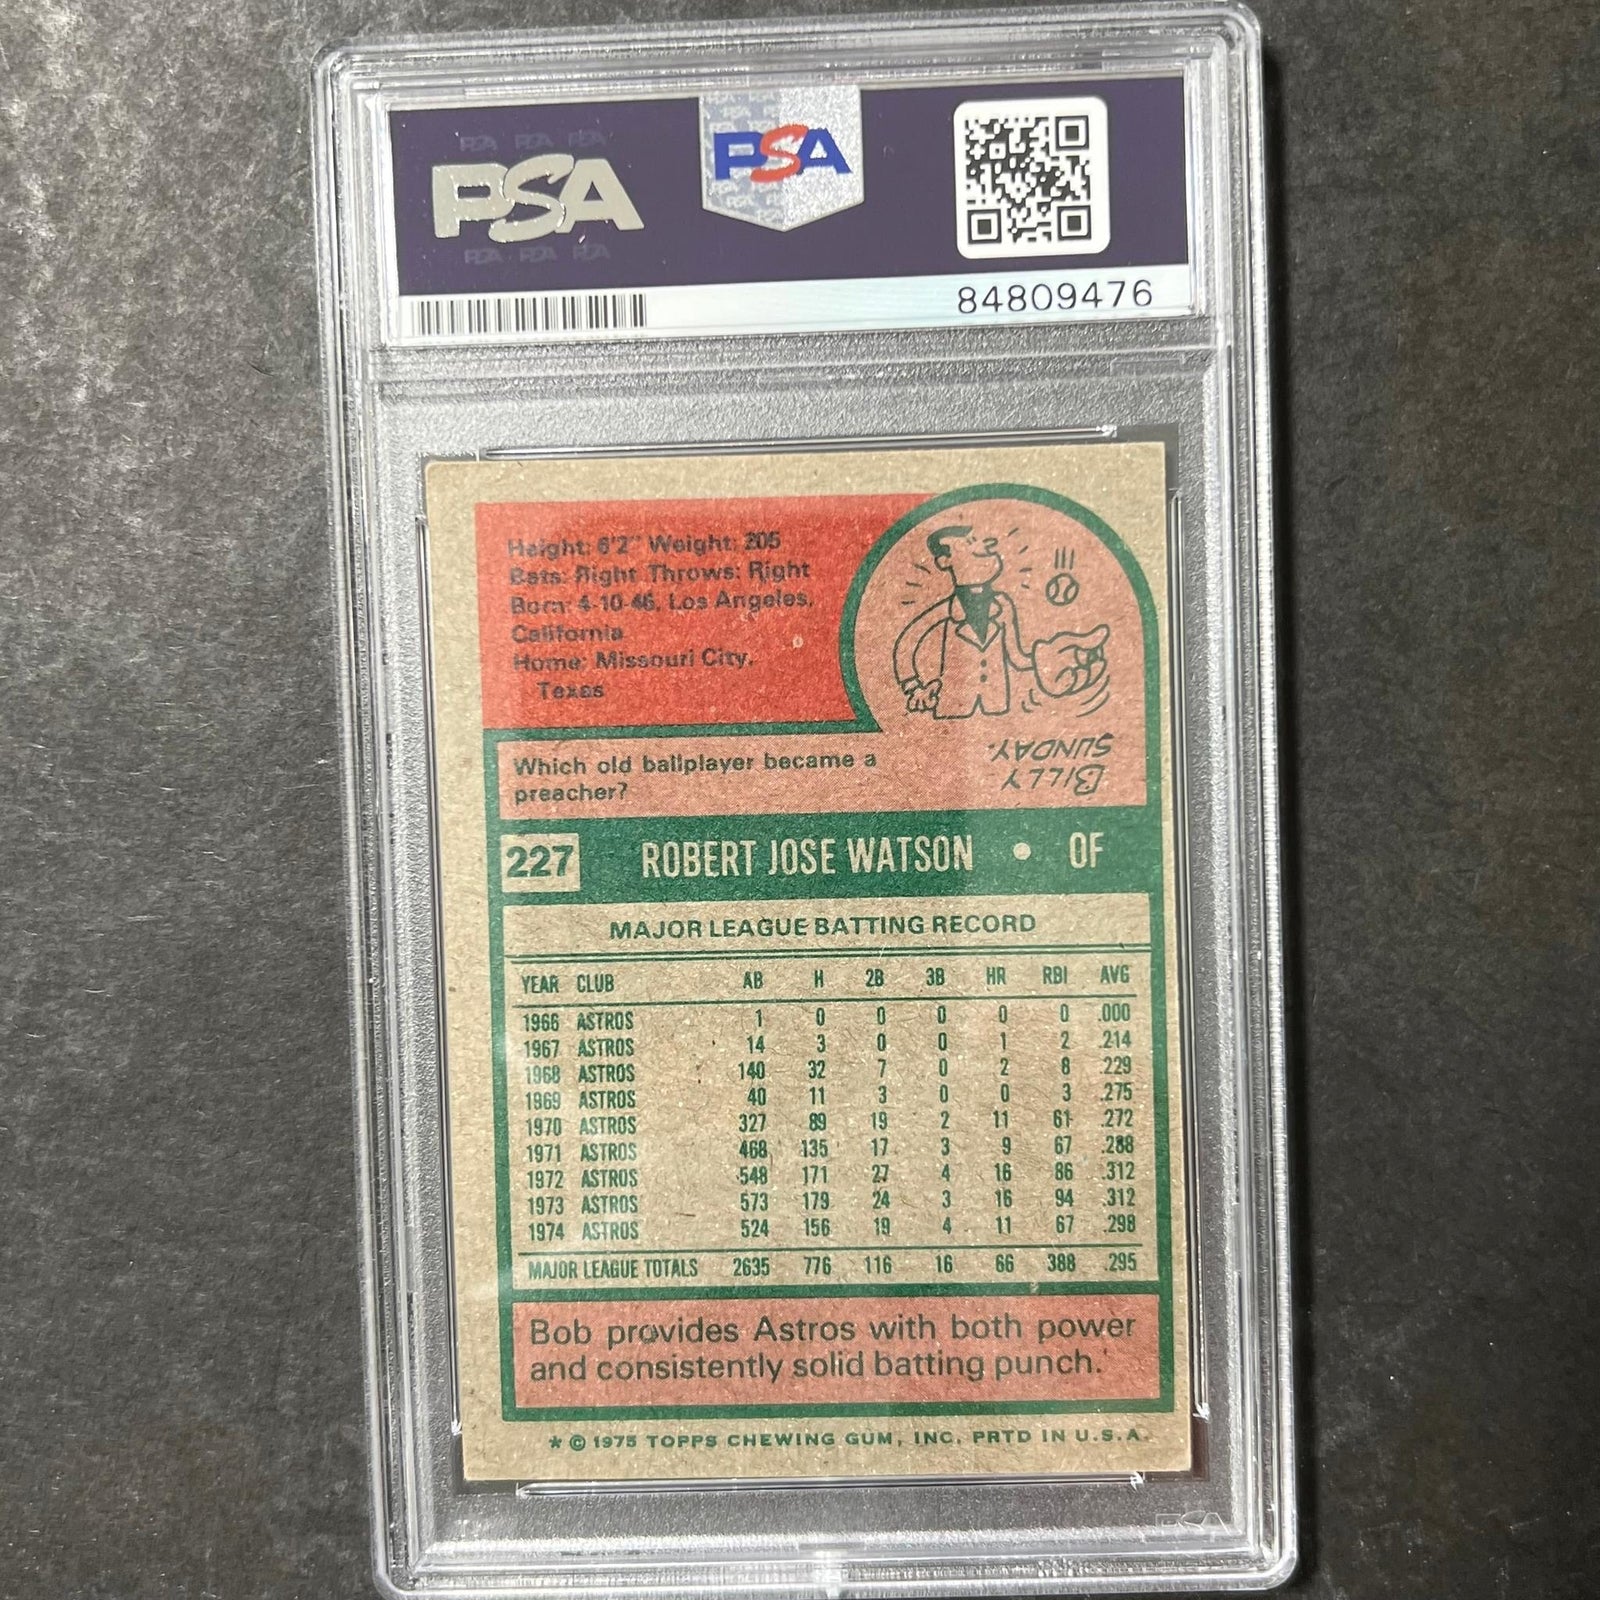 PSA PSA PSA
PSA
PSA PSA PSA
PSA
84809476
Height: 6'2" Weight: 205
Bats: Right Throws: Right
Born: 4-10-46, Los Angeles,
California
Home: Missouri City,
Texas
Which old ballplayer became a
preacher?
BILLY
SUNDAY.
227 ROBERT JOSE WATSON • OF
MAJOR LEAGUE BATTING RECORD
YEAR CLUB AB H 2B 3B HR RBI AVG
1966 ASTROS 1 0 0 0 0 0 .000
1967 ASTROS 14 3 0 0 1 2 .214
1968 ASTROS 140 32 7 0 2 8 .229
1969 ASTROS 40 11 3 0 0 3 .275
1970 ASTROS 327 89 19 2 11 61 .272
1971 ASTROS 468 135 17 3 9 67 .288
1972 ASTROS 548 171 27 4 16 86 .312
1973 ASTROS 573 179 24 3 16 94 .312
1974 ASTROS 524 156 19 4 11 67 .298
MAJOR LEAGUE TOTALS 2635 776 116 16 66 388 .295
Bob provides Astros with both power
and consistently solid batting punch.
* © 1975 TOPPS CHEWING GUM, INC. PRTD IN U.S.A.
PSA